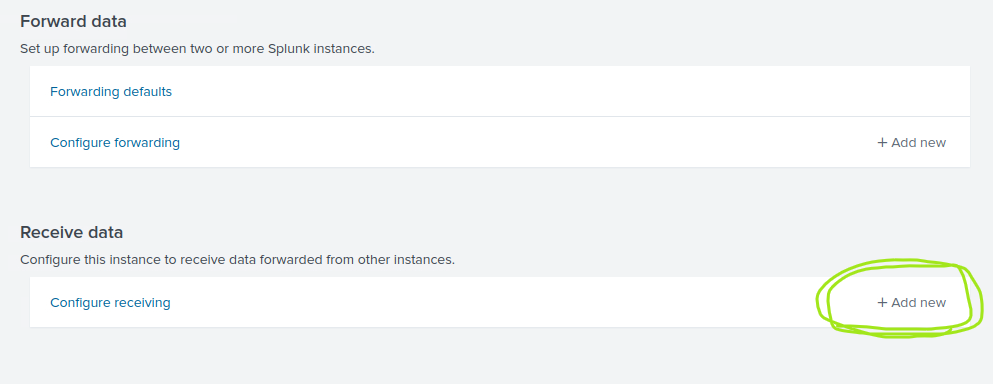 Forward data
Set up forwarding between two or more Splunk instances.
Forwarding defaults
Configure forwarding + Add new
Receive data
Configure this instance to receive data forwarded from other instances.
Configure receiving + Add new